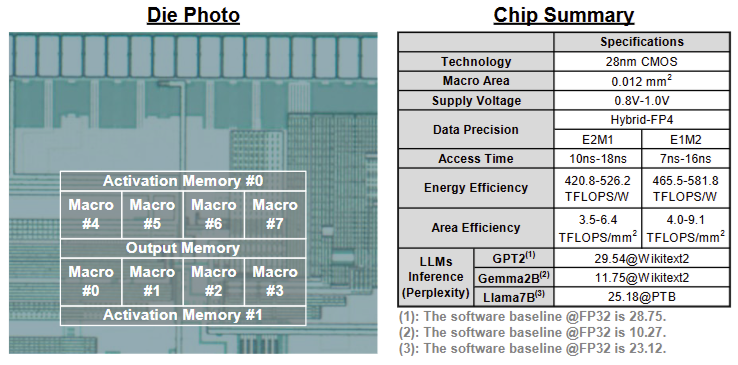 Die Photo
Activation Memory #0
Macro #4 Macro #5 Macro #6 Macro #7
Output Memory
Macro #0 Macro #1 Macro #2 Macro #3
Activation Memory #1
Chip Summary
Specifications
Technology 28nm CMOS
Macro Area 0.012 mm²
Supply Voltage 0.8V-1.0V
Data Precision Hybrid-FP4
E2M1 E1M2
Access Time 10ns-18ns 7ns-16ns
Energy Efficiency 420.8-526.2 TFLOPS/W 465.5-581.8 TFLOPS/W
Area Efficiency 3.5-6.4 TFLOPS/mm² 4.0-9.1 TFLOPS/mm²
LLMs Inference (Perplexity) GPT2⁽¹⁾ 29.54@Wikitext2
Gemma2B⁽²⁾ 11.75@Wikitext2
Llama7B⁽³⁾ 25.18@PTB
(1): The software baseline @FP32 is 28.75.
(2): The software baseline @FP32 is 10.27.
(3): The software baseline @FP32 is 23.12.